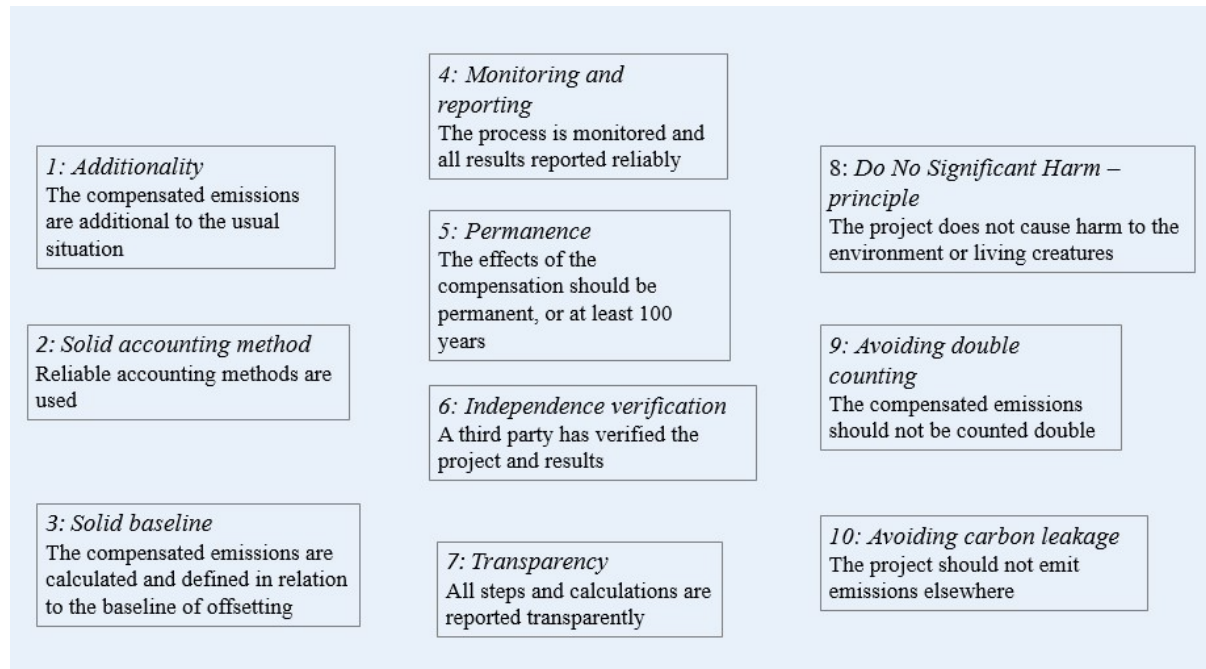 1: Additionality
The compensated emissions
are additional to the usual
situation
2: Solid accounting method
Reliable accounting methods are
used
3: Solid baseline
The compensated emissions are
calculated and defined in relation
to the baseline of offsetting
4: Monitoring and
reporting
The process is monitored and
all results reported reliably
5: Permanence
The effects of the
compensation should be
permanent, or at least 100
years
6: Independence verification
A third party has verified the
project and results
7: Transparency
All steps and calculations are
reported transparently
8: Do No Significant Harm –
principle
The project does not cause harm to the
environment or living creatures
9: Avoiding double
counting
The compensated emissions
should not be counted double
10: Avoiding carbon leakage
The project should not emit
emissions elsewhere